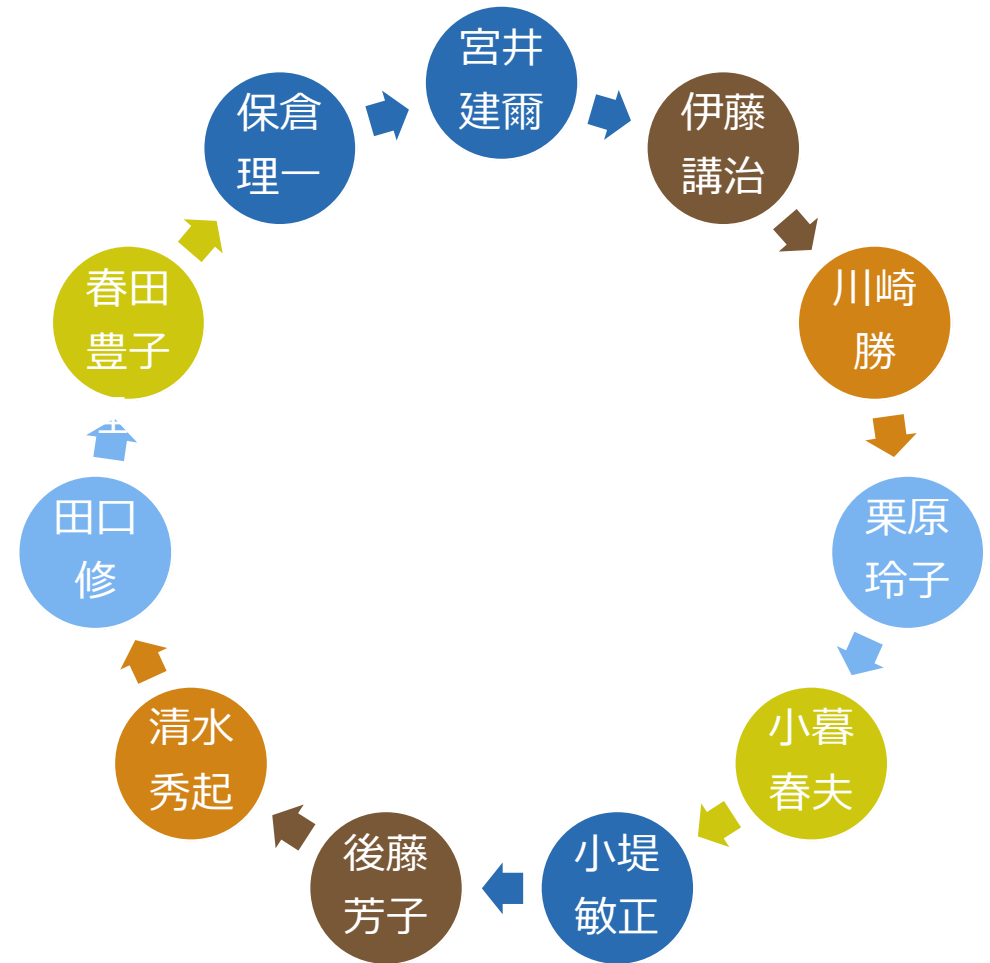 宮井
建爾
伊藤
講治
川崎
勝
栗原
玲子
小暮
春夫
小堤
敏正
後藤
芳子
清水
秀起
田口
修
春田
豊子
保倉
理一